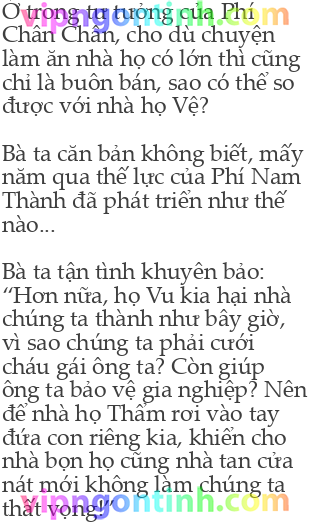 Ở trong tư tưởng của Phí
vipngontinh.com
Chân Chân, cho dù chuyện
làm ăn nhà họ có lớn thì cũng
chỉ là buôn bán, sao có thể so
được với nhà họ Vệ?
Bà ta căn bản không biết, mấy
năm qua thế lực của Phí Nam
Thành đã phát triển như thế
nào...
Bà ta tận tình khuyên bảo:
“Hơn nữa, họ Vu kia hại nhà
chúng ta thành như bây giờ,
vì sao chúng ta phải cưới
cháu gái ông ta? Còn giúp
ông ta bảo vệ gia nghiệp? Nên
để nhà họ Thẩm rơi vào tay
đứa con riêng kia, khiến cho
nhà bọn họ cũng nhà tan cửa
nát mới không làm chúng ta
thất vọng!”
vipngontinh.com